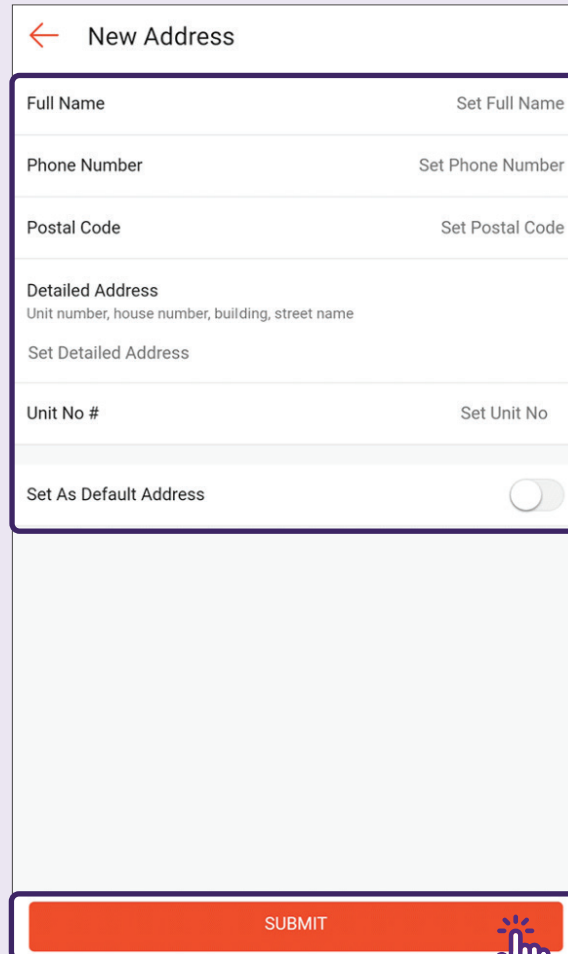 New Address
Full Name Set Full Name
Phone Number Set Phone Number
Postal Code Set Postal Code
Detailed Address
Unit number, house number, building, street name
Set Detailed Address
Unit No # Set Unit No
Set As Default Address
SUBMIT